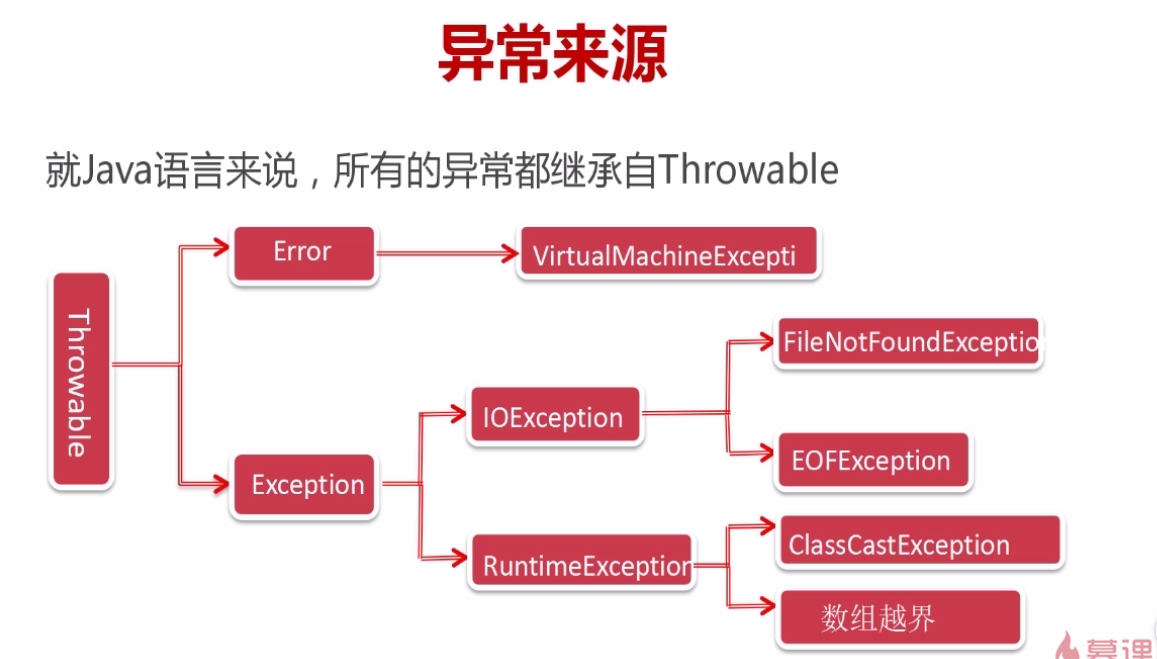 异常来源
就Java语言来说，所有的异常都继承自Throwable
Throwable
Error
VirtualMachineExcepti
Exception
IOException
FileNotFoundExceptio
EOFException
RuntimeException
ClassCastException
数组越界
慕课